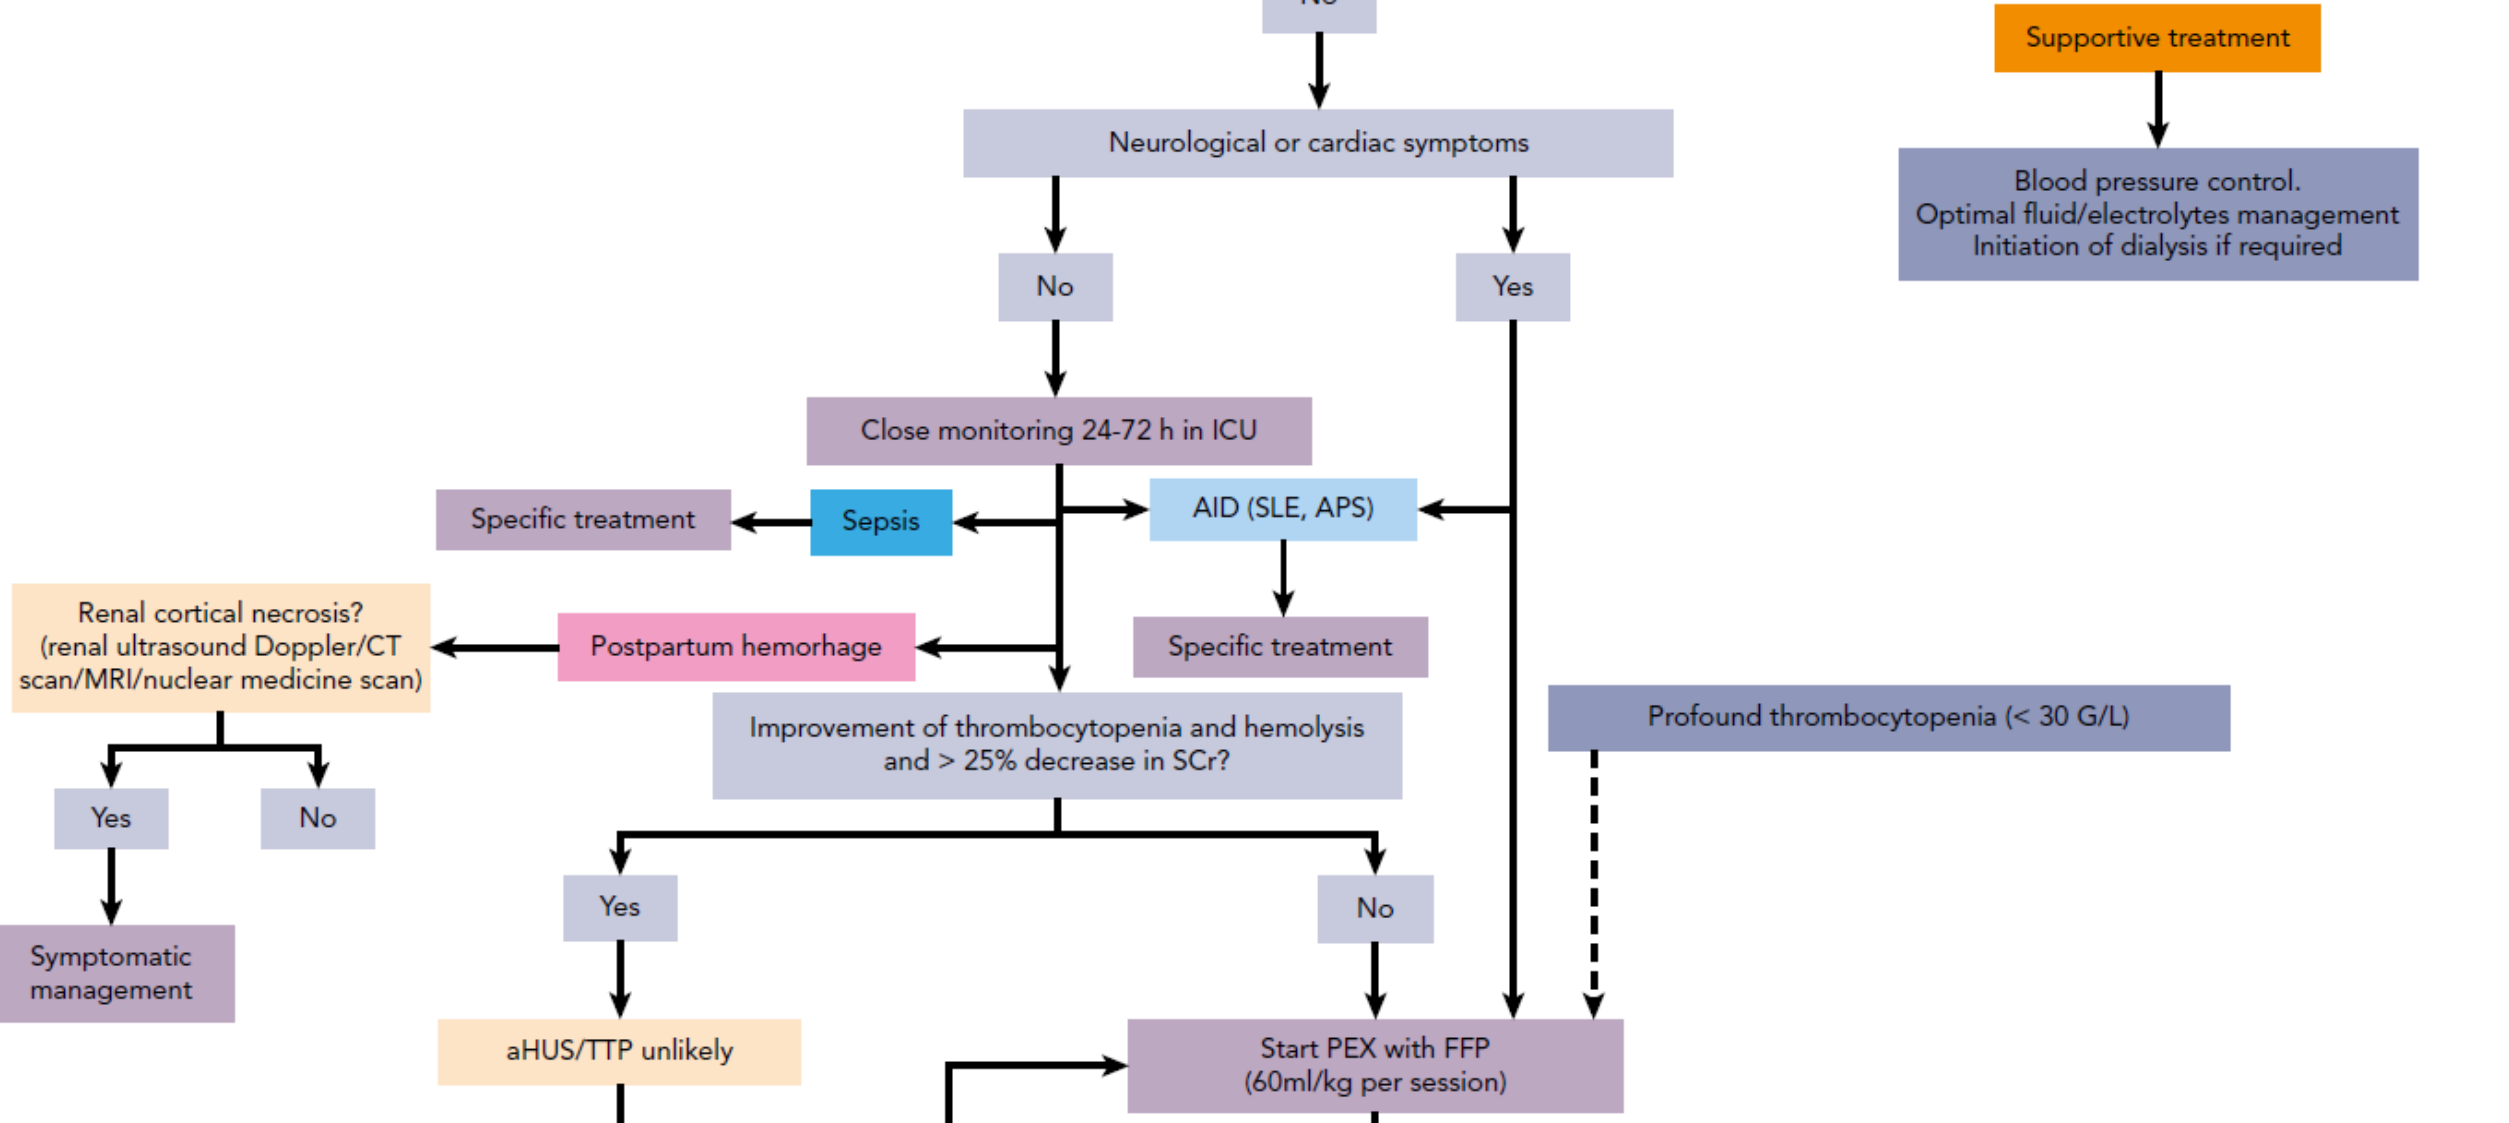 No
Supportive treatment
Neurological or cardiac symptoms
Blood pressure control.
Optimal fluid/electrolytes management
Initiation of dialysis if required
No
Yes
Close monitoring 24-72 h in ICU
Specific treatment
Sepsis
AID (SLE, APS)
Renal cortical necrosis?
(renal ultrasound Doppler/CT
scan/MRI/nuclear medicine scan)
Postpartum hemorhage
Specific treatment
Improvement of thrombocytopenia and hemolysis
and > 25% decrease in SCr?
Profound thrombocytopenia (< 30 G/L)
Yes
No
Yes
No
Symptomatic
management
aHUS/TTP unlikely
Start PEX with FFP
(60ml/kg per session)